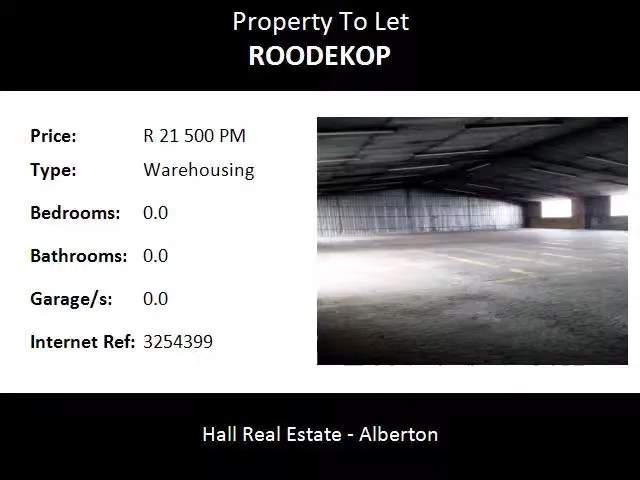 Property To Let
ROODEKOP
Price: R 21 500 PM
Type: Warehousing
Bedrooms: 0.0
Bathrooms: 0.0
Garage/s: 0.0
Internet Ref: 3254399
Hall Real Estate - Alberton